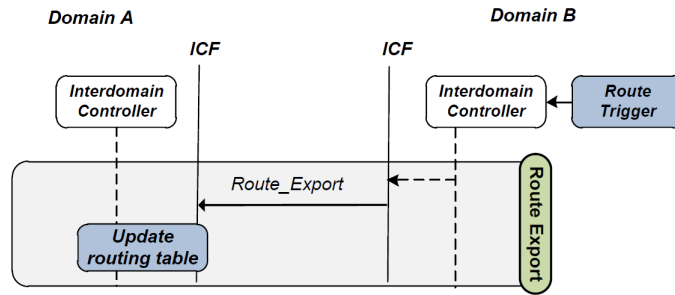 Domain A
Domain B
ICF
ICF
Interdomain
Controller
Interdomain
Controller
Route
Trigger
Route_Export
Route Export
Update
routing table